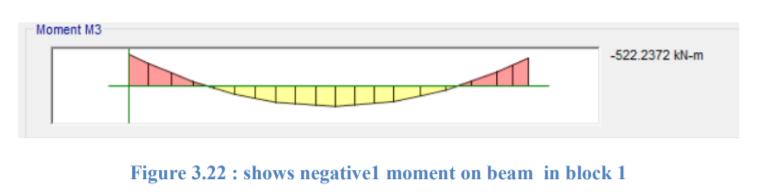 Moment M3
-522.2372 kN-m
Figure 3.22 : shows negative1 moment on beam in block 1